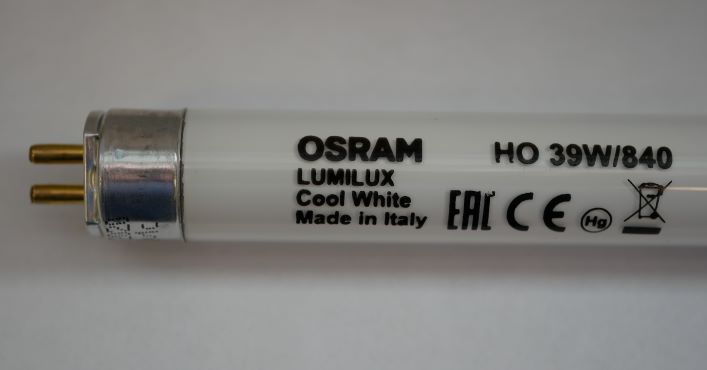 OSRAM HO 39W/840
LUMILUX
Cool White
Made in Italy EAC CE Hg